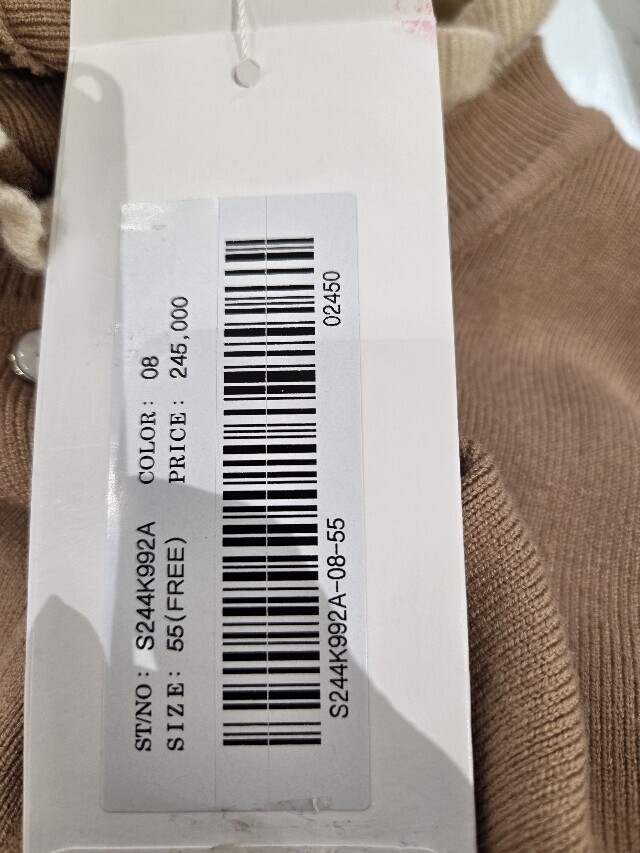 ST/NO : S244K992A COLOR : 08
SIZE : 55(FREE) PRICE : 245,000
02450
S244K992A-08-55